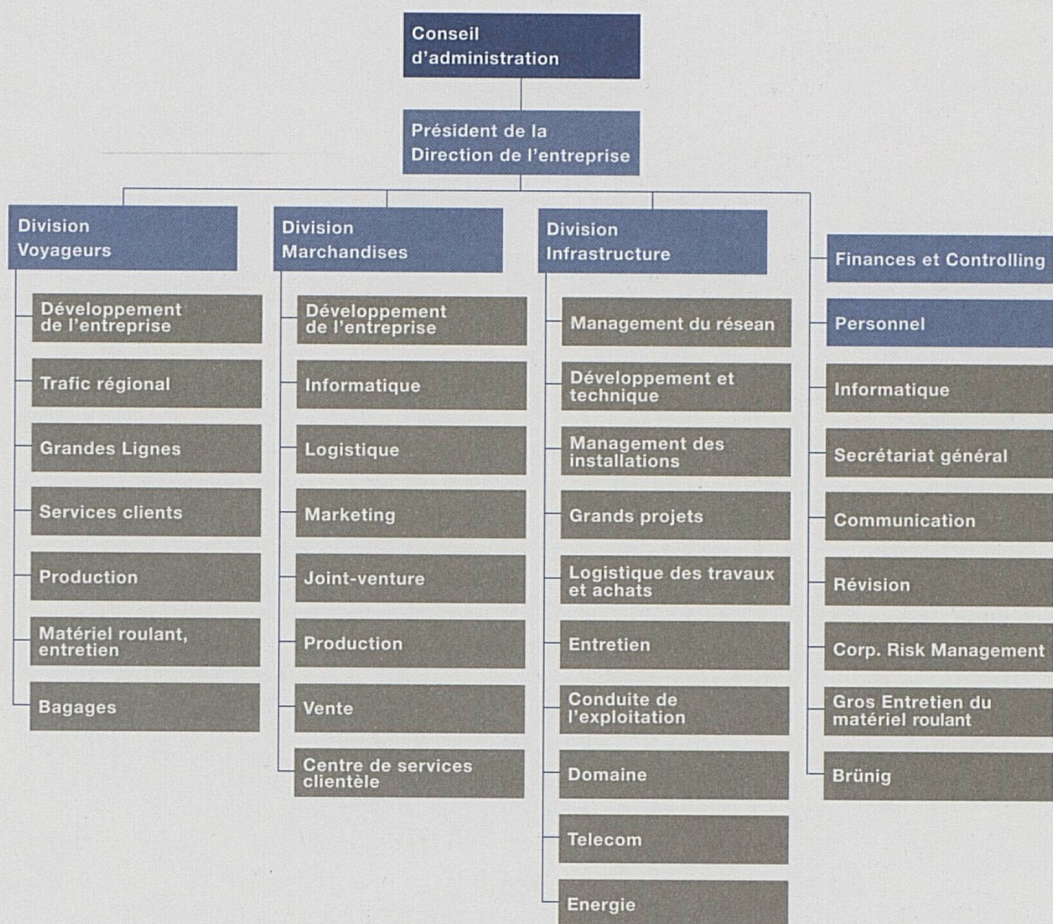 Conseil
d'administration
Président de la
Direction de l'entreprise
Division
Voyageurs
Développement
de l'entreprise
Trafic régional
Grandes Lignes
Services clients
Production
Matériel roulant,
entretien
Bagages
Division
Marchandises
Développement
de l'entreprise
Informatique
Logistique
Marketing
Joint-venture
Production
Vente
Centre de services
clientèle
Division
Infrastructure
Management du résean
Développement et
technique
Management des
installations
Grands projets
Logistique des travaux
et achats
Entretien
Conduite de
l'exploitation
Domaine
Telecom
Energie
Finances et Controlling
Personnel
Informatique
Secrétariat général
Communication
Révision
Corp. Risk Management
Gros Entretien du
matériel roulant
Brünig